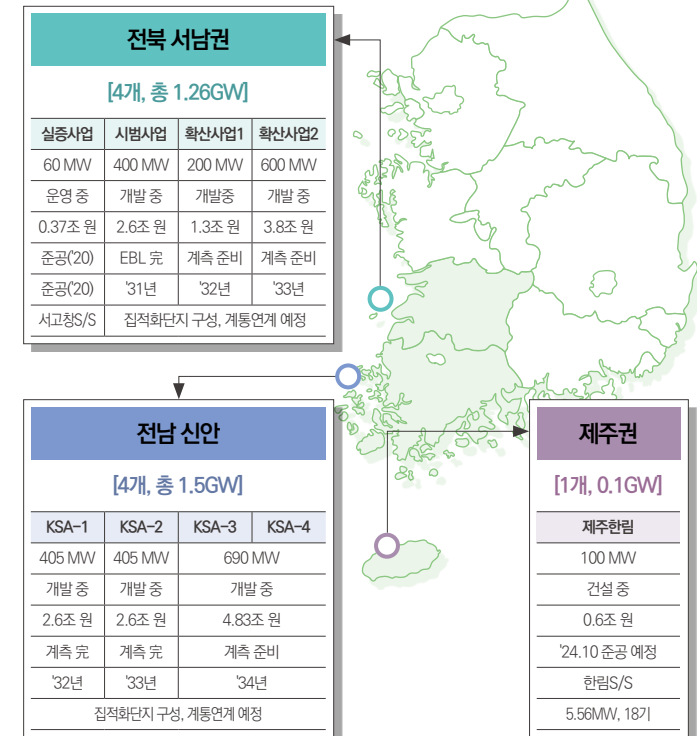 전북 서남권
[4개, 총 1.26GW]
실증사업 시범사업 확산사업1 확산사업2
60 MW 400 MW 200 MW 600 MW
운영 중 개발 중 개발중 개발 중
0.37조 원 2.6조 원 1.3조 원 3.8조 원
준공('20) EBL 完 계측 준비 계측 준비
준공('20) '31년 '32년 '33년
서고창S/S 집적화단지 구성, 계통연계 예정
전남 신안
[4개, 총 1.5GW]
KSA-1 KSA-2 KSA-3 KSA-4
405 MW 405 MW 690 MW
개발 중 개발 중 개발 중
2.6조 원 2.6조 원 4.83조 원
계측 完 계측 完 계측 준비
'32년 '33년 '34년
집적화단지 구성, 계통연계 예정
제주권
[1개, 0.1GW]
제주한림
100 MW
건설 중
0.6조 원
'24.10 준공 예정
한림S/S
5.56MW, 18기